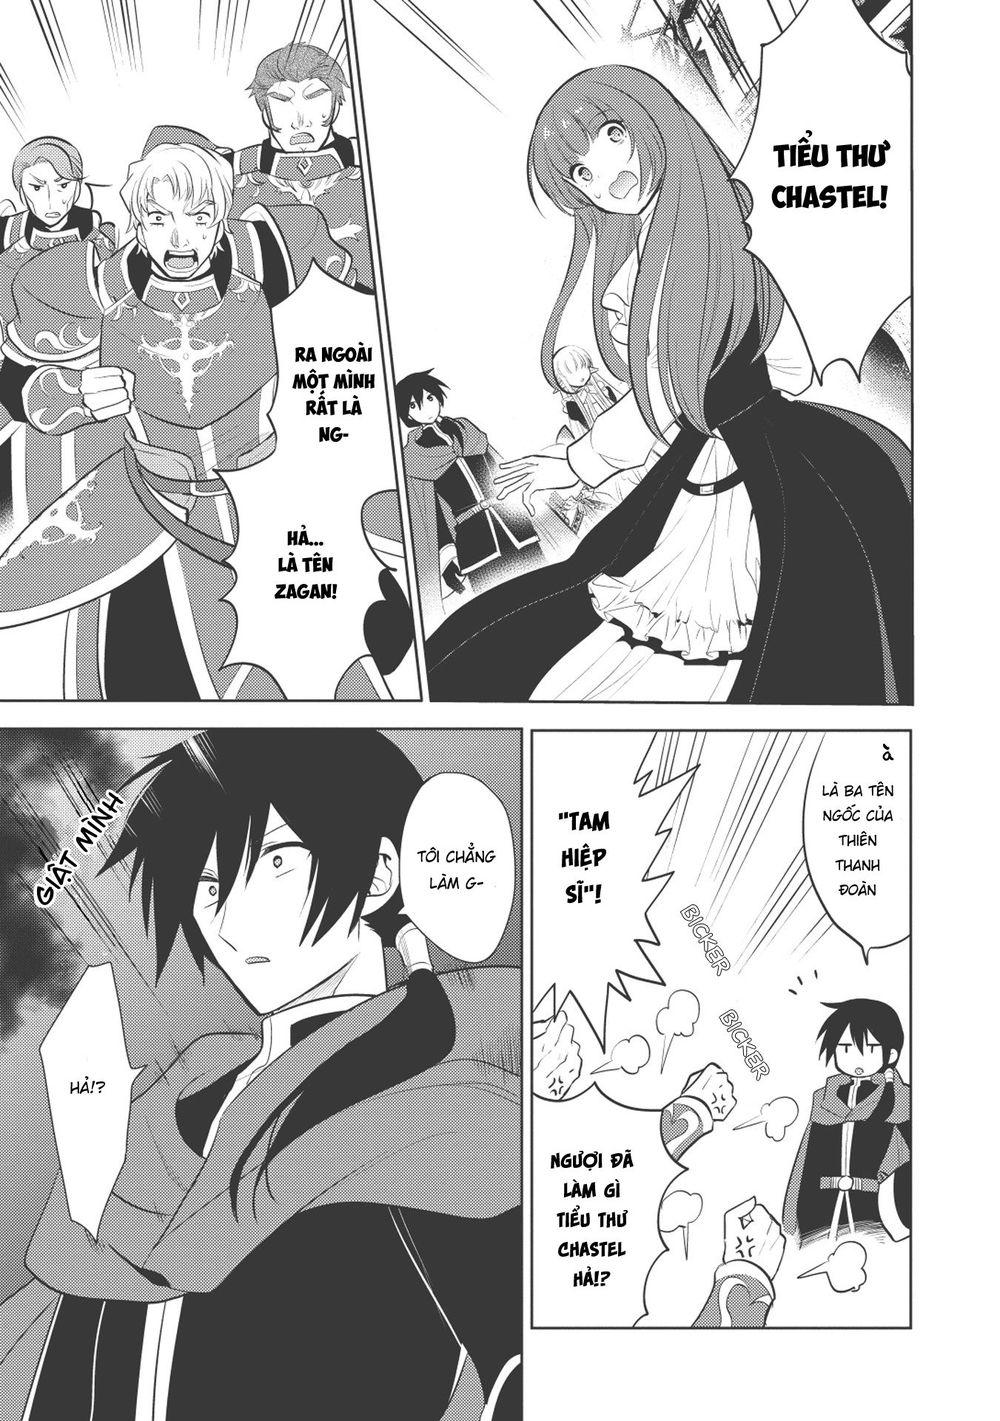 TIỂU THƯ
CHASTEL!
RA NGOÀI
MỘT MÌNH
RẤT LÀ
NG-
HẢ...
LÀ TÊN
ZAGAN!
à
LÀ BA TÊN
NGỐC CỦA
THIÊN
THANH
ĐOÀN
"TAM
HIỆP
SĨ"!
BICKER
BICKER
NGƯỢI ĐÃ
LÀM GÌ
TIỂU THƯ
CHASTEL
HẢ!?
TÔI CHẲNG
LÀM G-
GIẬT MÌNH
HẢ!?